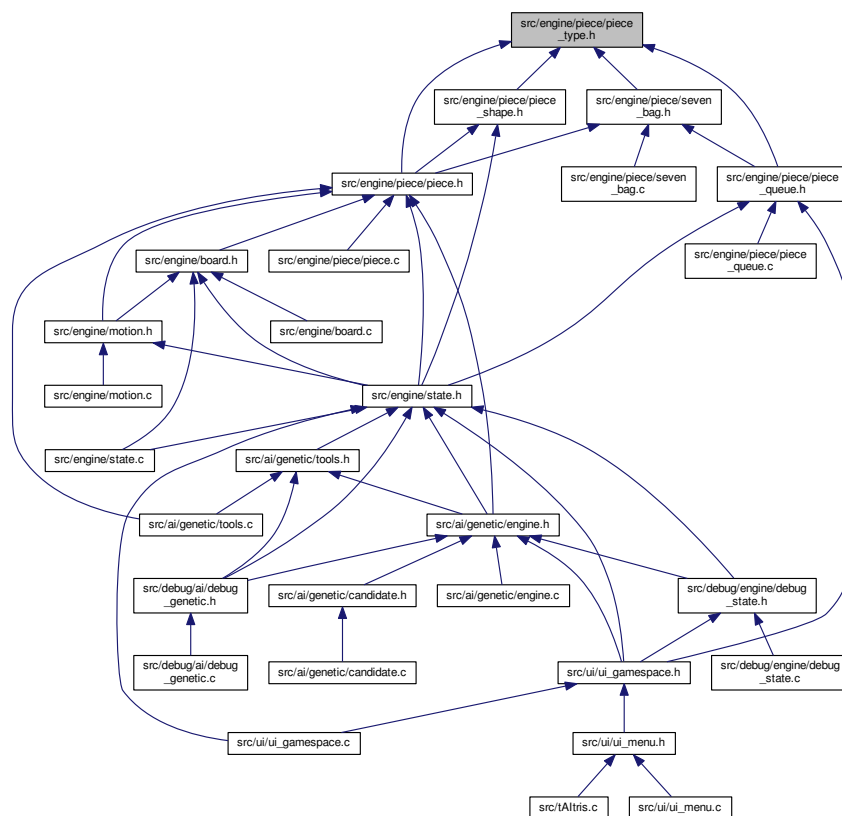 src/engine/piece/piece
_type.h
src/engine/piece/piece
_shape.h
src/engine/piece/seven
_bag.h
src/engine/piece/piece.h
src/engine/piece/seven
_bag.c
src/engine/piece/piece
_queue.h
src/engine/board.h
src/engine/piece/piece.c
src/engine/piece/piece
_queue.c
src/engine/motion.h
src/engine/board.c
src/engine/motion.c
src/engine/state.h
src/engine/state.c
src/ai/genetic/tools.h
src/ai/genetic/tools.c
src/ai/genetic/engine.h
src/debug/ai/debug
_genetic.h
src/ai/genetic/candidate.h
src/ai/genetic/engine.c
src/debug/engine/debug
_state.h
src/debug/ai/debug
_genetic.c
src/ai/genetic/candidate.c
src/ui/ui_gamespace.h
src/debug/engine/debug
_state.c
src/ui/ui_gamespace.c
src/ui/ui_menu.h
src/tAItris.c
src/ui/ui_menu.c